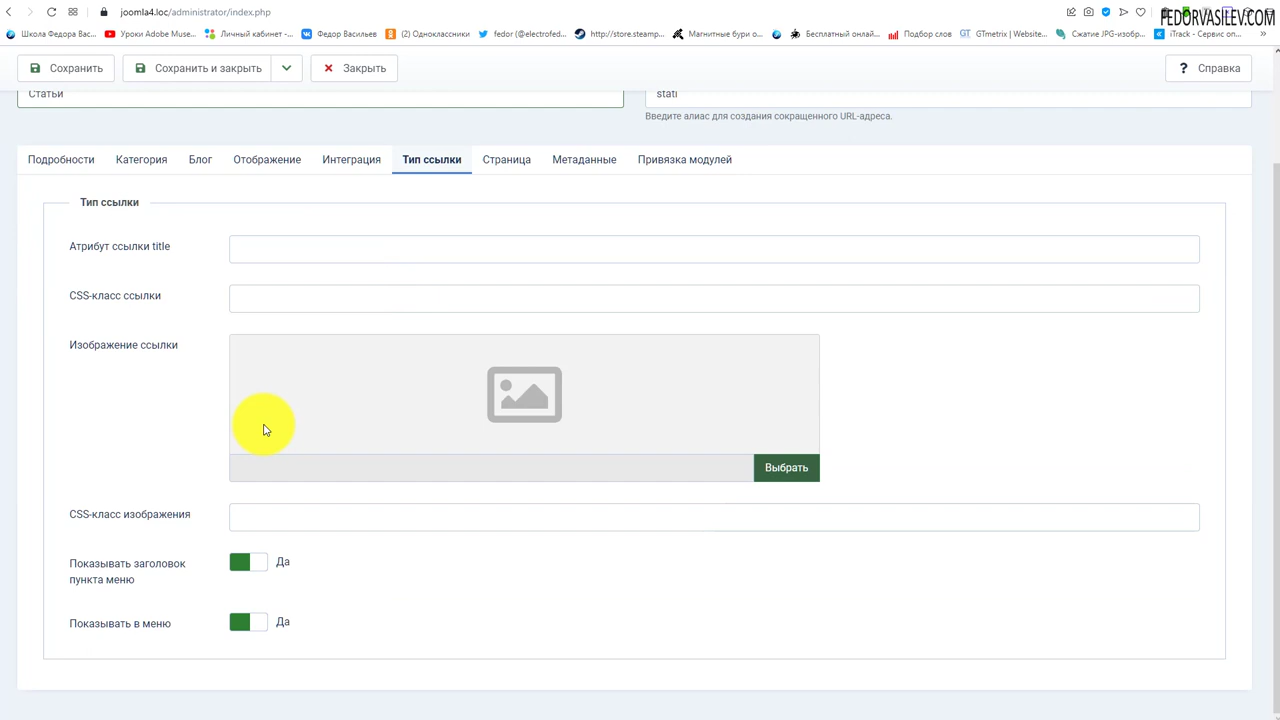 joomla4.loc/administrator/index.php
FEDORVASILEV.COM
Школа Федора Вас... Уроки Adobe Muse... Личный кабинет -... Федор Васильев (2) Одноклассники fedor (@electrofed... http://store.steamp... Магнитные бури о... Бесплатный онлай... Подбор слов GTmetrix | Website... Сжатие JPG-изобр... iTrack - Сервис оп... »
Сохранить Сохранить и закрыть Закрыть ? Справка
Статьи stati
Введите алиас для создания сокращенного URL-адреса.
Подробности Категория Блог Отображение Интеграция Тип ссылки Страница Метаданные Привязка модулей
Тип ссылки
Атрибут ссылки title
CSS-класс ссылки
Изображение ссылки
Выбрать
CSS-класс изображения
Показывать заголовок Да
пункта меню
Показывать в меню Да